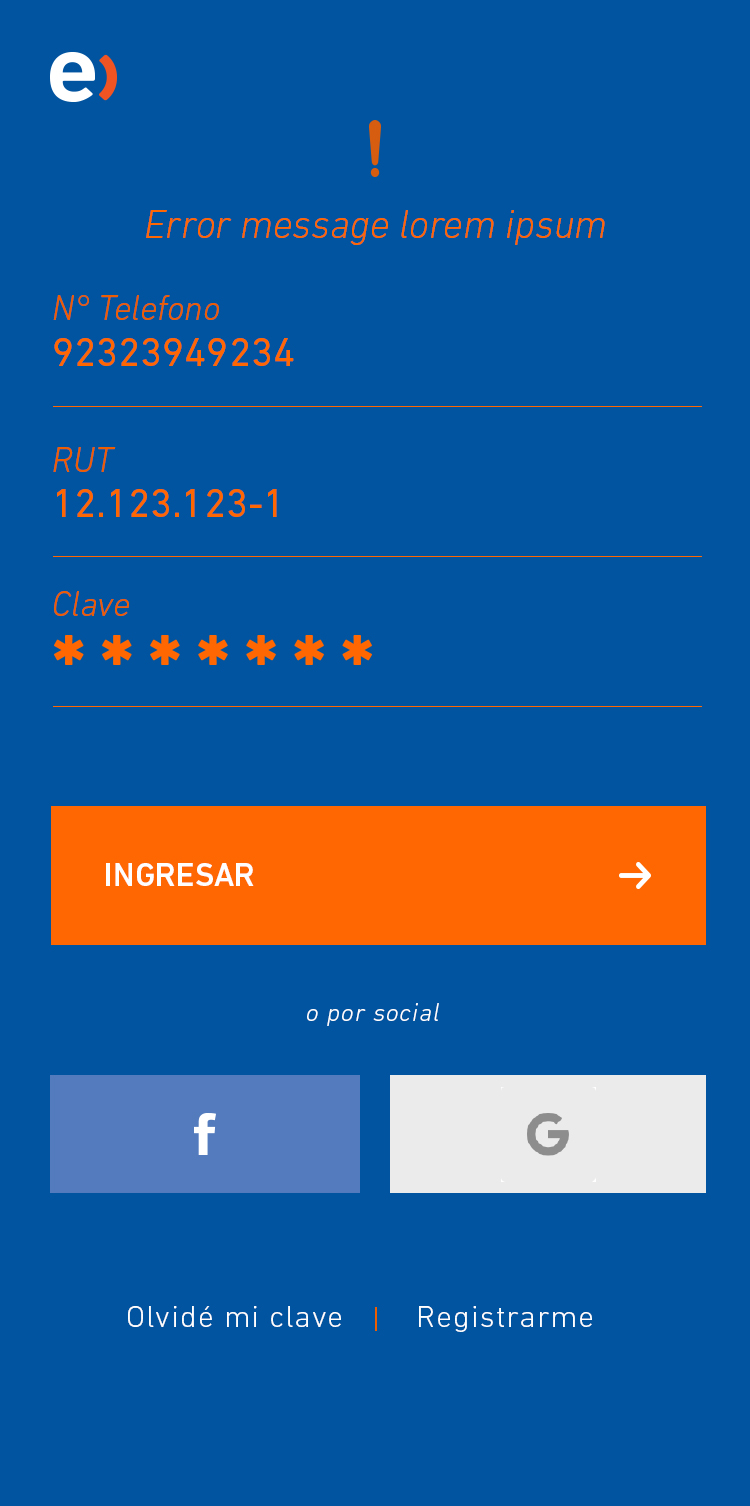 e)
!
Error message lorem ipsum
N° Telefono
92323949234
RUT
12.123.123-1
Clave
*******
INGRESAR
o por social
f G
Olvidé mi clave | Registrarme